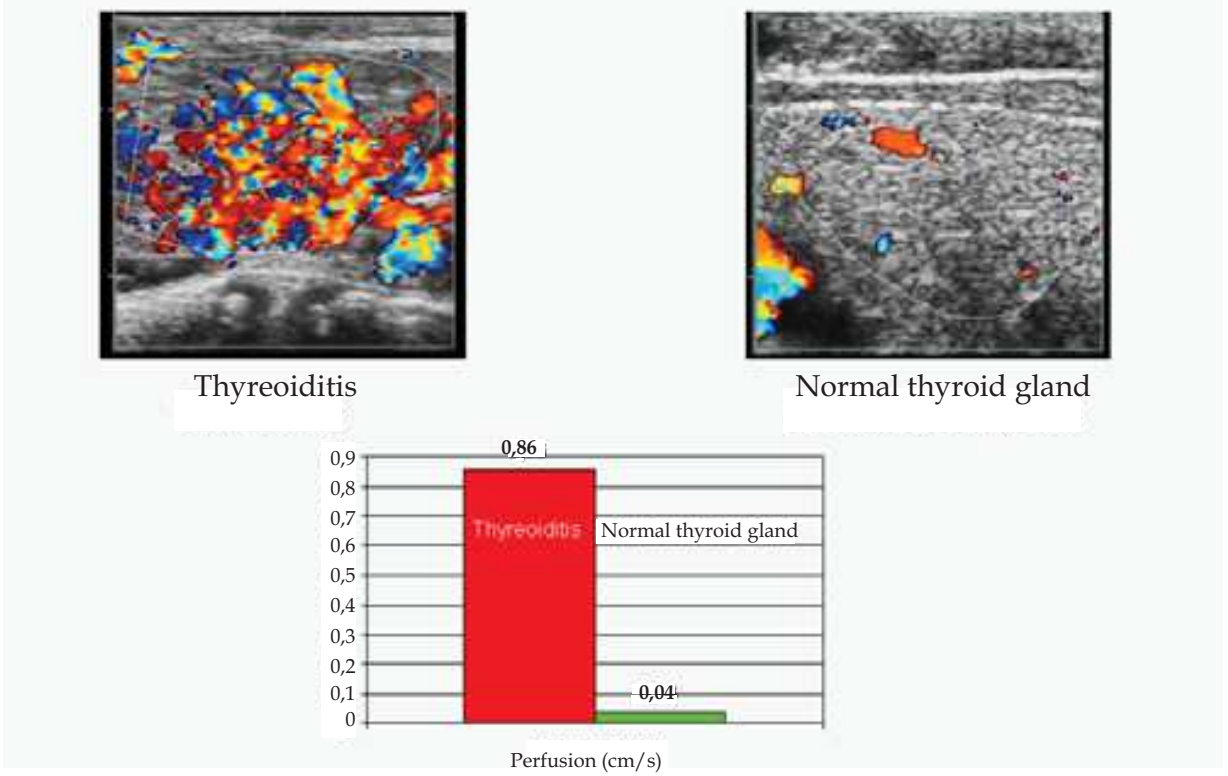 Thyreoiditis
Normal thyroid gland
0,86
0,9
0,8
0,7
Thyreoiditis
Normal thyroid gland
0,6
0,5
0,4
0,3
0,2
0,1
0,04
0
Perfusion (cm/s)